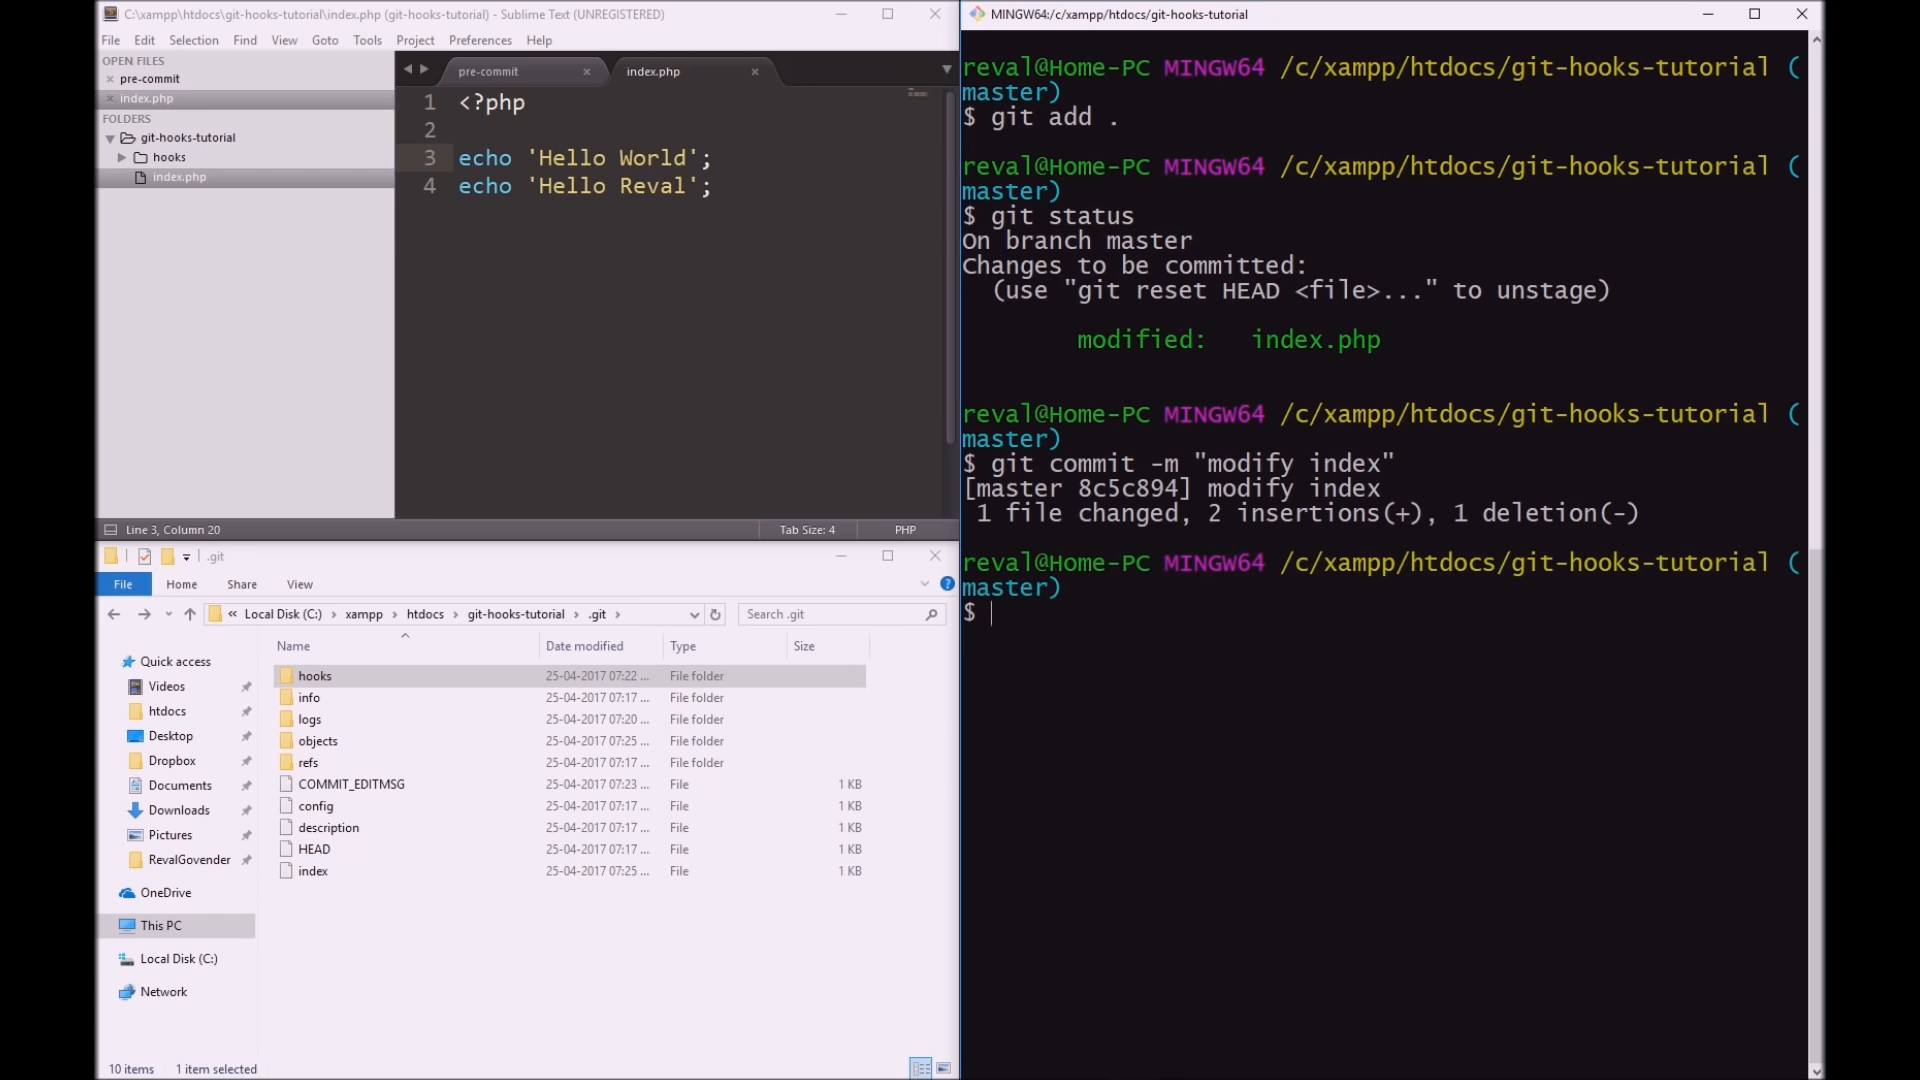 C:\xampp\htdocs\git-hooks-tutorial\index.php (git-hooks-tutorial) - Sublime Text (UNREGISTERED)
File Edit Selection Find View Goto Tools Project Preferences Help
OPEN FILES
pre-commit
index.php
FOLDERS
git-hooks-tutorial
hooks
index.php
pre-commit index.php
1 <?php
2
3 echo 'Hello World';
4 echo 'Hello Reval';
Line 3, Column 20 Tab Size: 4 PHP
.git
File Home Share View
« Local Disk (C:) › xampp › htdocs › git-hooks-tutorial › .git › Search .git
Name Date modified Type Size
Quick access
Videos
htdocs
Desktop
Dropbox
Documents
Downloads
Pictures
RevalGovender
OneDrive
This PC
Local Disk (C:)
Network
hooks 25-04-2017 07:22 ... File folder
info 25-04-2017 07:17 ... File folder
logs 25-04-2017 07:20 ... File folder
objects 25-04-2017 07:25 ... File folder
refs 25-04-2017 07:17 ... File folder
COMMIT_EDITMSG 25-04-2017 07:23 ... File 1 KB
config 25-04-2017 07:17 ... File 1 KB
description 25-04-2017 07:17 ... File 1 KB
HEAD 25-04-2017 07:17 ... File 1 KB
index 25-04-2017 07:25 ... File 1 KB
10 items 1 item selected
MINGW64:/c/xampp/htdocs/git-hooks-tutorial
reval@Home-PC MINGW64 /c/xampp/htdocs/git-hooks-tutorial (
master)
$ git add .
reval@Home-PC MINGW64 /c/xampp/htdocs/git-hooks-tutorial (
master)
$ git status
On branch master
Changes to be committed:
(use "git reset HEAD <file>..." to unstage)
modified: index.php
reval@Home-PC MINGW64 /c/xampp/htdocs/git-hooks-tutorial (
master)
$ git commit -m "modify index"
[master 8c5c894] modify index
1 file changed, 2 insertions(+), 1 deletion(-)
reval@Home-PC MINGW64 /c/xampp/htdocs/git-hooks-tutorial (
master)
$